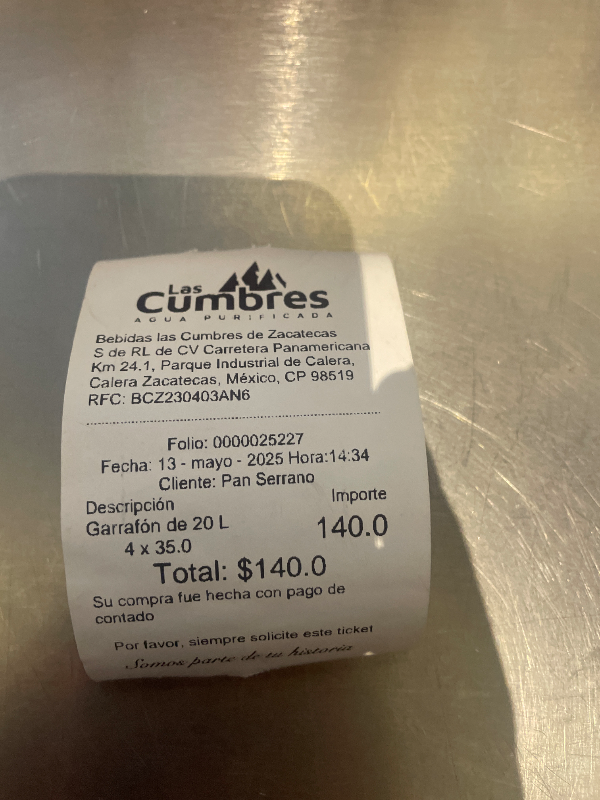 Las
Cumbres
AGUA PURIFICADA
Bebidas las Cumbres de Zacatecas
S de RL de CV Carretera Panamericana
Km 24.1, Parque Industrial de Calera,
Calera Zacatecas, México, CP 98519
RFC: BCZ230403AN6
Folio: 0000025227
Fecha: 13 - mayo - 2025 Hora:14:34
Cliente: Pan Serrano
Descripción Importe
Garrafón de 20 L 140.0
4 x 35.0
Total: $140.0
Su compra fue hecha con pago de
contado
Por favor, siempre solicite este ticket
Somos parte de tu historia